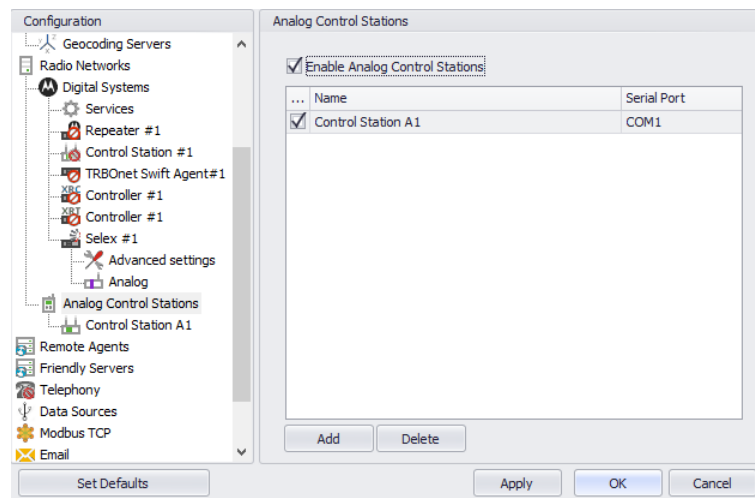 Configuration
Geocoding Servers
Radio Networks
Digital Systems
Services
Repeater #1
Control Station #1
TRBOnet Swift Agent#1
XRC Controller #1
XRT Controller #1
Selex #1
Advanced settings
Analog
Analog Control Stations
Control Station A1
Remote Agents
Friendly Servers
Telephony
Data Sources
Modbus TCP
Email
Set Defaults
Analog Control Stations
Enable Analog Control Stations
... Name Serial Port
Control Station A1 COM1
Add Delete
Apply OK Cancel